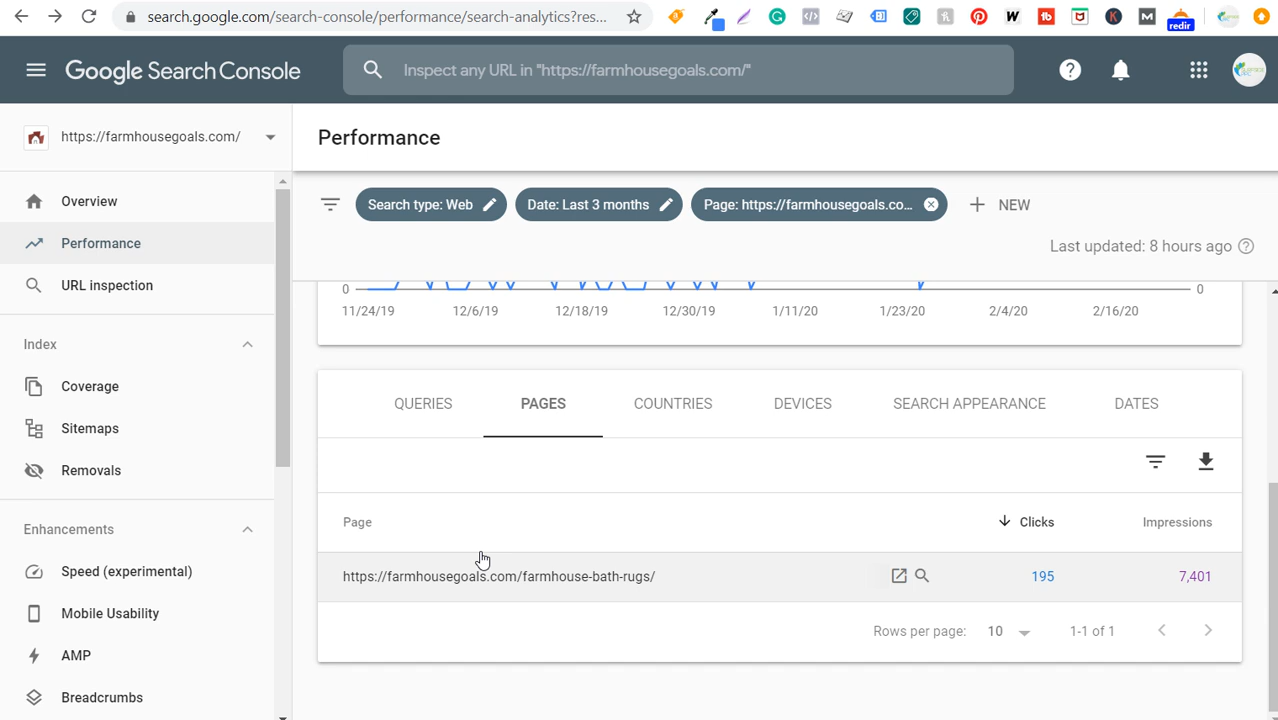 search.google.com/search-console/performance/search-analytics?res...
redir
Google Search Console
Inspect any URL in "https://farmhousegoals.com/"
https://farmhousegoals.com/
Performance
Search type: Web
Date: Last 3 months
Page: https://farmhousegoals.co...
NEW
Last updated: 8 hours ago
Overview
Performance
URL inspection
Index
Coverage
Sitemaps
Removals
Enhancements
Speed (experimental)
Mobile Usability
AMP
Breadcrumbs
0 0
11/24/19 12/6/19 12/18/19 12/30/19 1/11/20 1/23/20 2/4/20 2/16/20
QUERIES PAGES COUNTRIES DEVICES SEARCH APPEARANCE DATES
Page Clicks Impressions
https://farmhousegoals.com/farmhouse-bath-rugs/ 195 7,401
Rows per page: 10 1-1 of 1